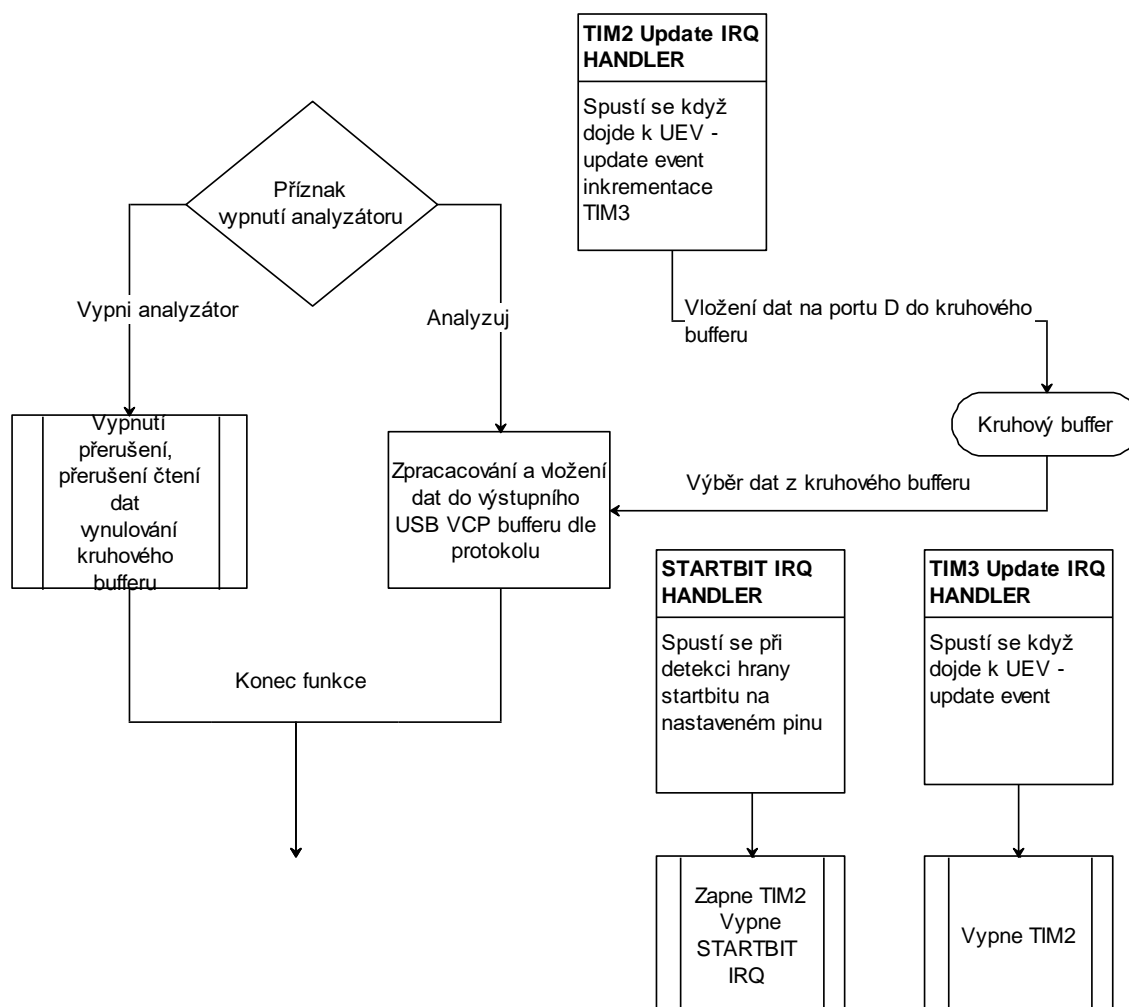 TIM2 Update IRQ
HANDLER
Spustí se když
dojde k UEV -
update event
inkrementace
TIM3
Příznak
vypnutí analyzátoru
Vypni analyzátor
Analyzuj
Vložení dat na portu D do kruhového
bufferu
Vypnutí
přerušení,
přerušení čtení
dat
vynulování
kruhového
bufferu
Zpracacování a vložení
dat do výstupního
USB VCP bufferu dle
protokolu
Kruhový buffer
Výběr dat z kruhového bufferu
STARTBIT IRQ
HANDLER
Spustí se při
detekci hrany
startbitu na
nastaveném pinu
TIM3 Update IRQ
HANDLER
Spustí se když
dojde k UEV -
update event
Konec funkce
Zapne TIM2
Vypne
STARTBIT
IRQ
Vypne TIM2